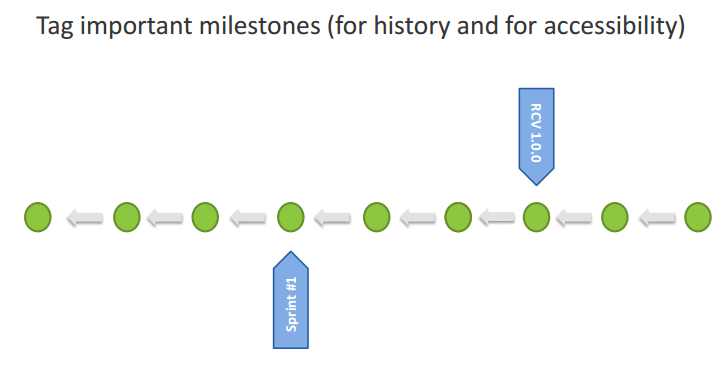 Tag important milestones (for history and for accessibility)
RCV 1.0.0
Sprint #1